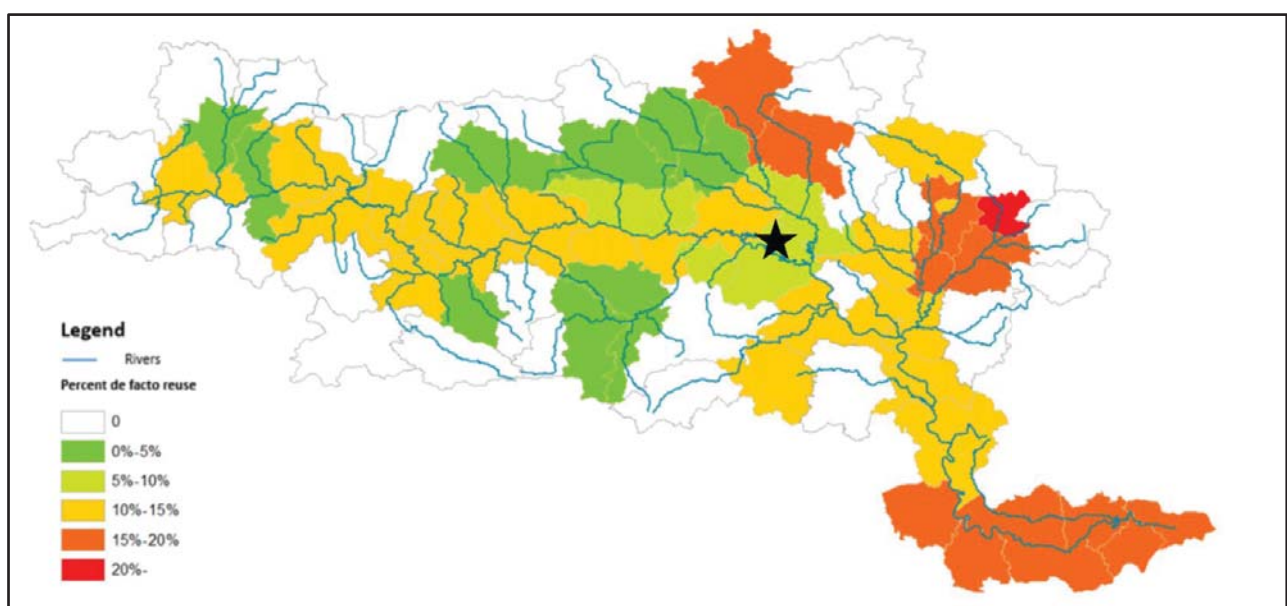 Legend
Rivers
Percent de facto reuse
0
0%-5%
5%-10%
10%-15%
15%-20%
20%-